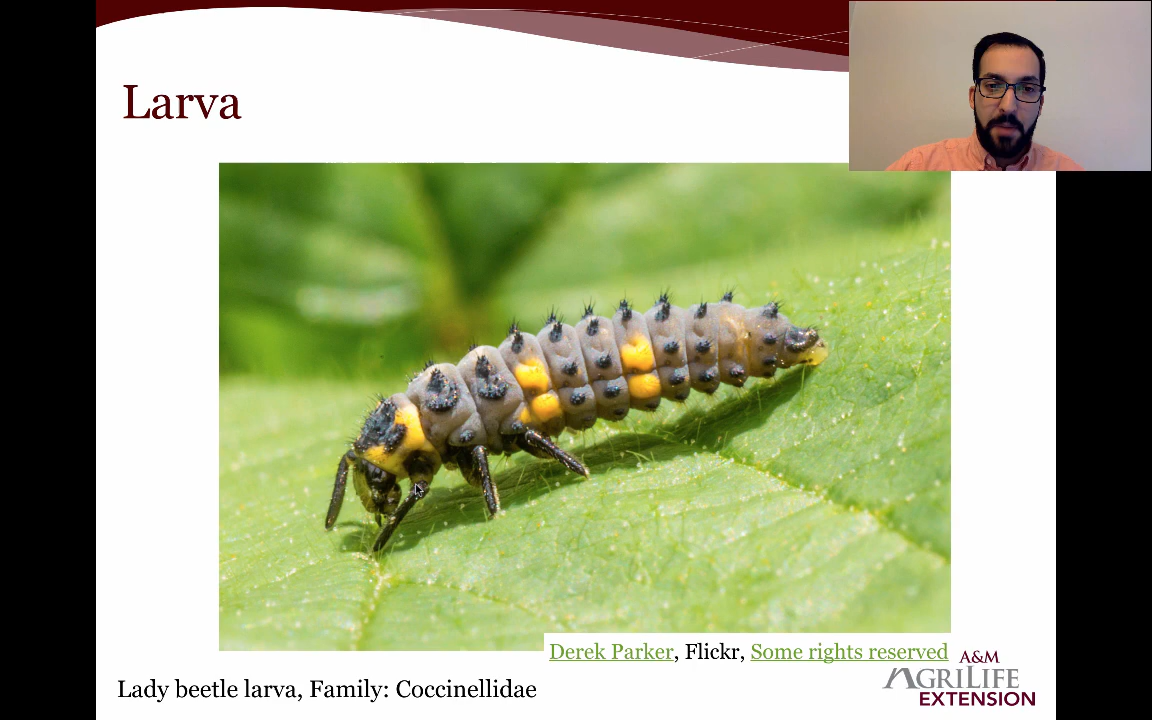 Larva
Derek Parker, Flickr, Some rights reserved
Lady beetle larva, Family: Coccinellidae
A&M
AGRILIFE
EXTENSION